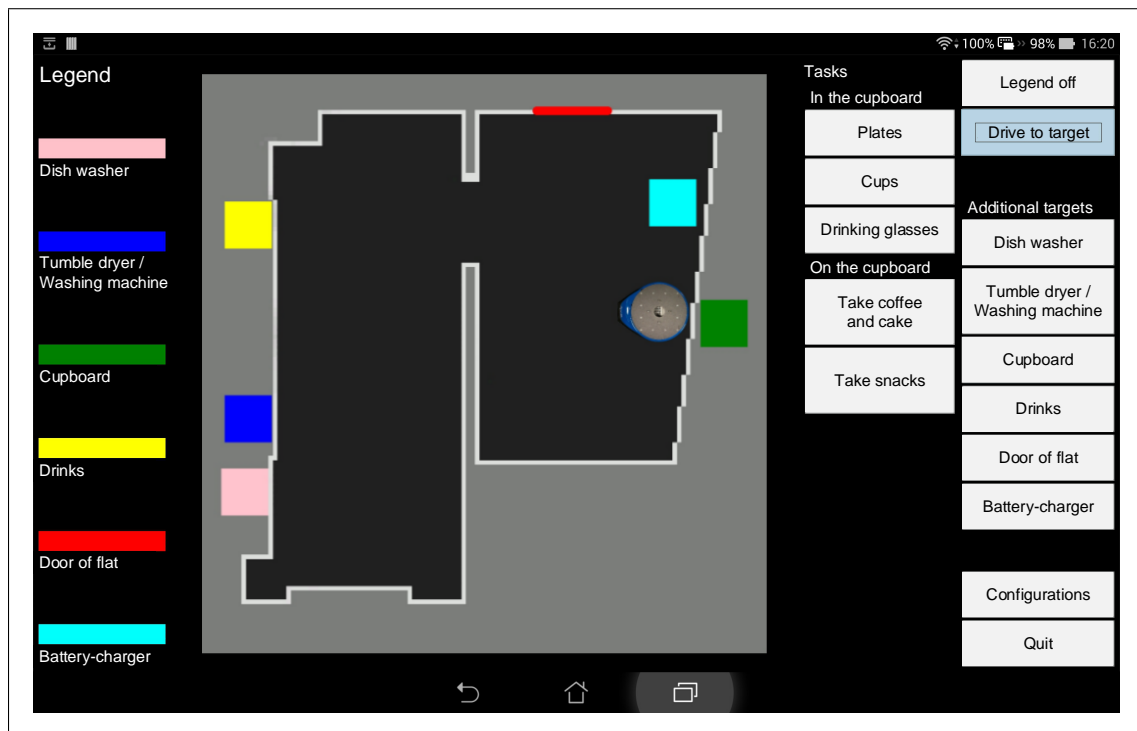 100% 98% 16:20
Legend
Dish washer
Tumble dryer /
Washing machine
Cupboard
Drinks
Door of flat
Battery-charger
Tasks
In the cupboard
Plates
Cups
Drinking glasses
On the cupboard
Take coffee
and cake
Take snacks
Legend off
Drive to target
Additional targets
Dish washer
Tumble dryer /
Washing machine
Cupboard
Drinks
Door of flat
Battery-charger
Configurations
Quit